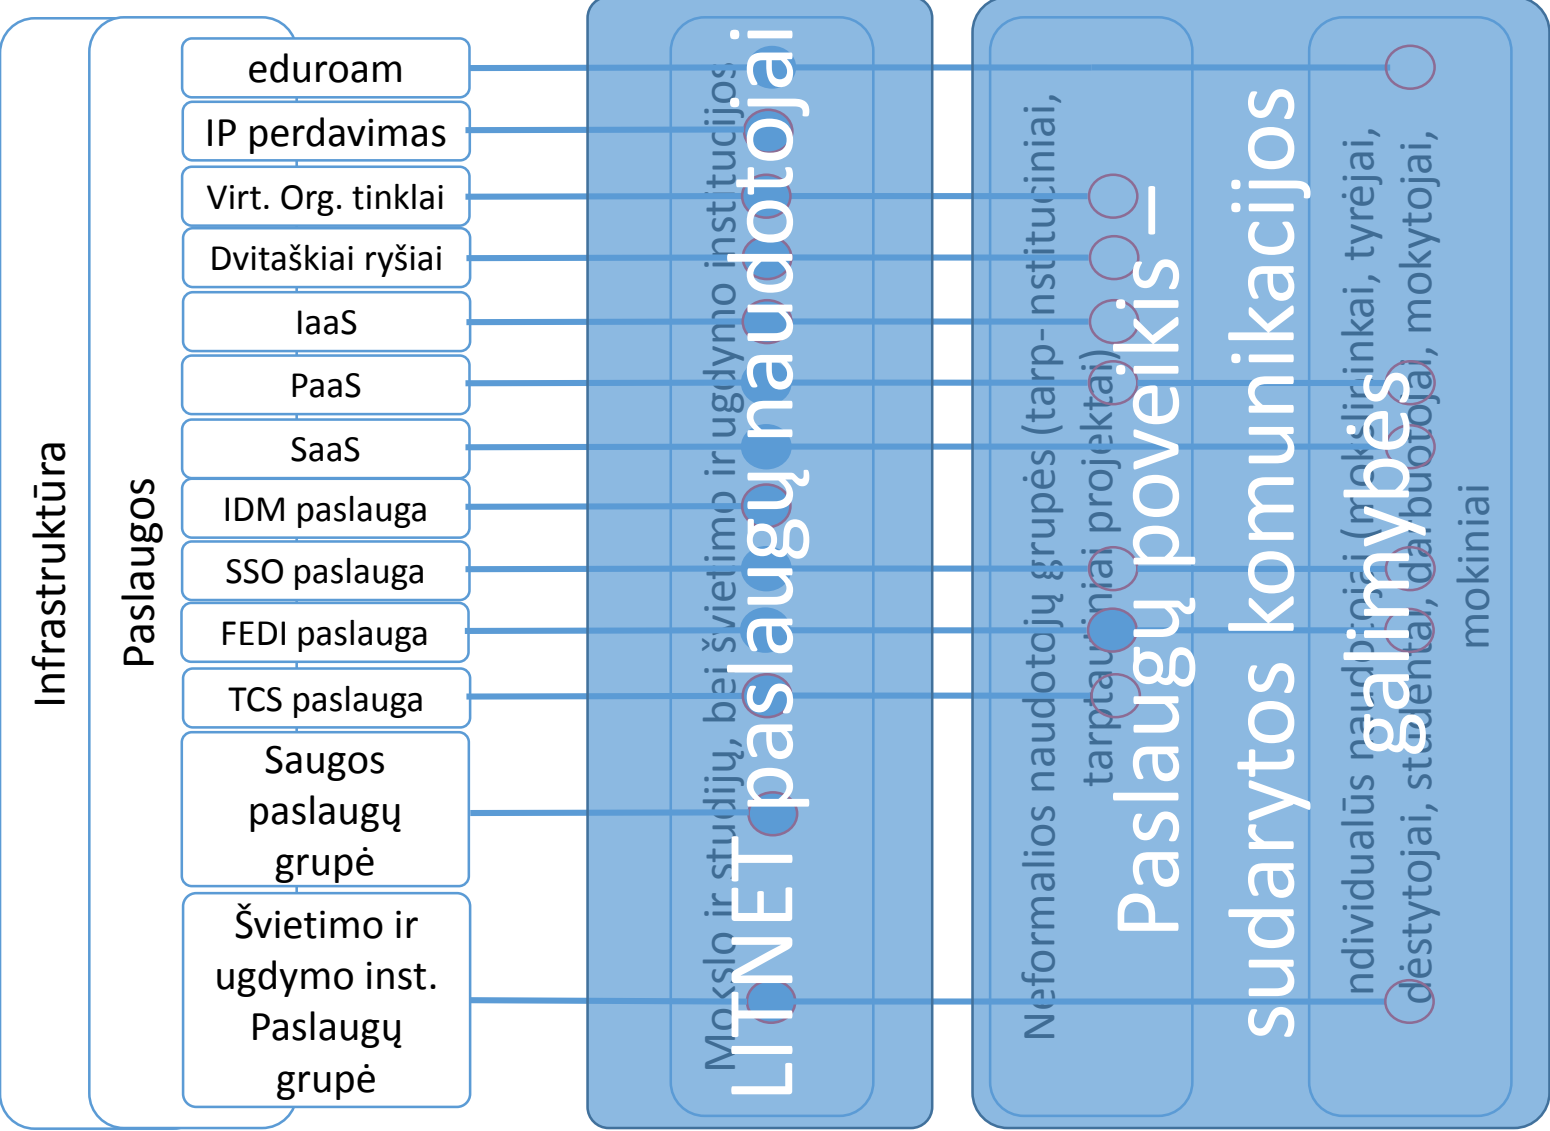 Infrastruktūra
Paslaugos
eduroam
IP perdavimas
Virt. Org. tinklai
Dvitaškiai ryšiai
IaaS
PaaS
SaaS
IDM paslauga
SSO paslauga
FEDI paslauga
TCS paslauga
Saugos
paslaugų
grupė
Švietimo ir
ugdymo inst.
Paslaugų
grupė
Mokslo ir studijų, bei švietimo ir ugdymo institucijos
LITNET paslaugų naudotojai
Neformalios naudotojų grupės (tarp- nstituciniai,
tarptautiniai projektai)
Paslaugų poveikis –
sudarytos komunikacijos
galimybės
ndividualūs naudotojai (mokslininkai, tyrėjai,
dėstytojai, studentai, darbuotojai, mokytojai,
mokiniai